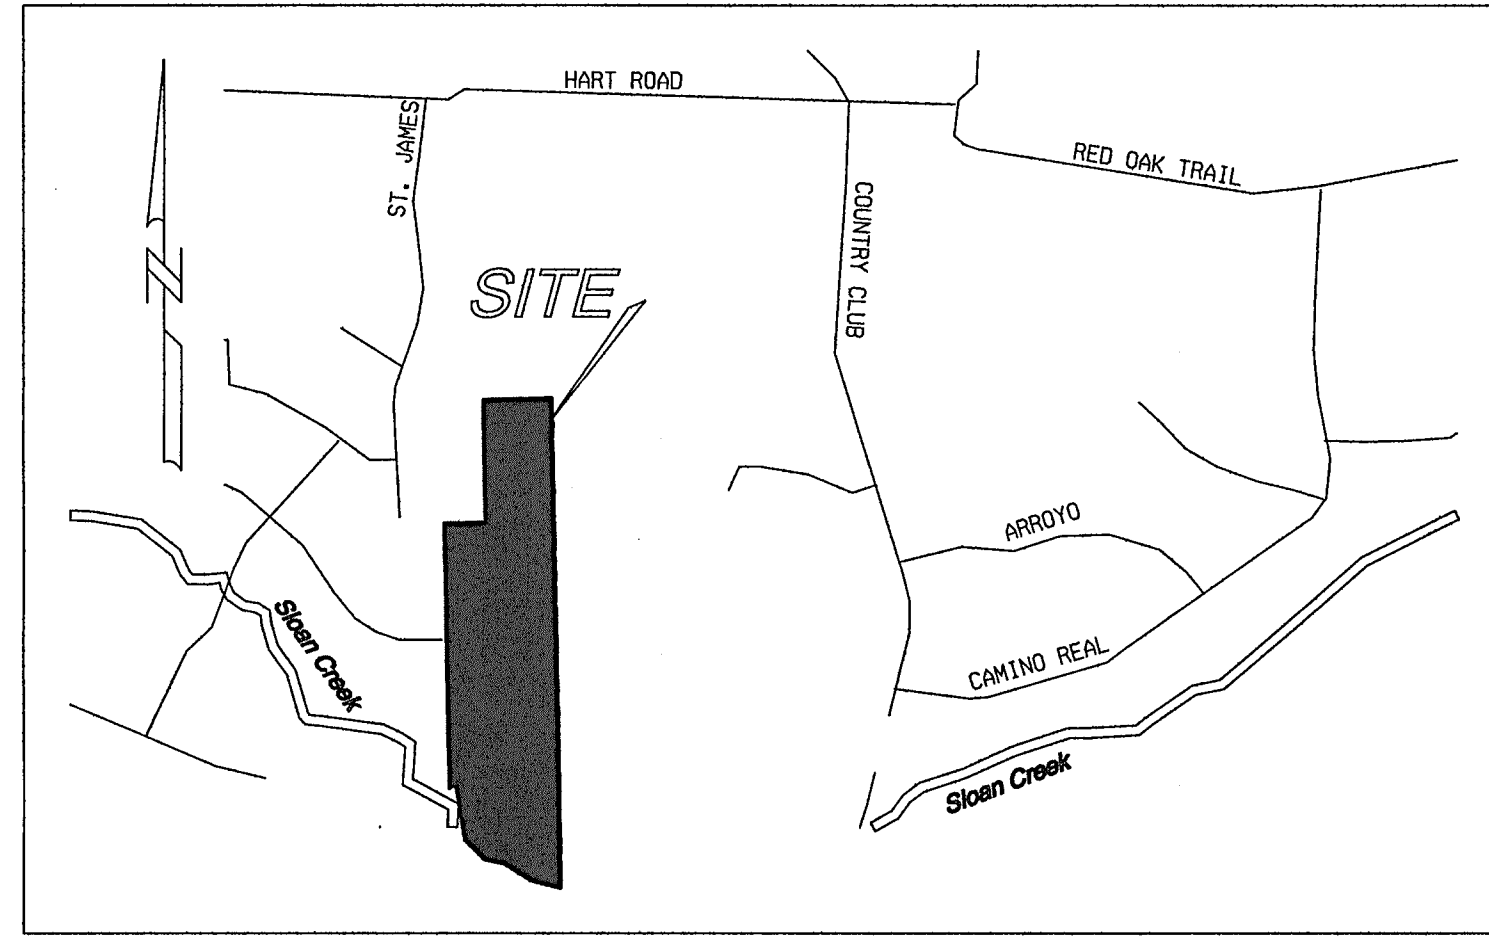 HART ROAD
ST. JAMES
RED OAK TRAIL
COUNTRY CLUB
SITE
N
ARROYO
Sloan Creek
CAMINO REAL
Sloan Creek